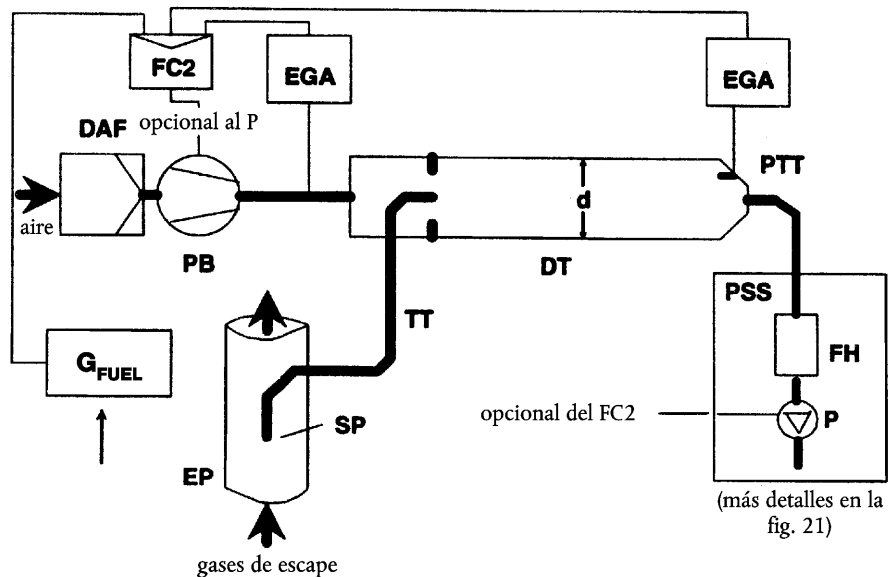 FC2
EGA
EGA
opcional al P
DAF
PTT
aire
d
PB
DT
PSS
TT
FH
G_FUEL
opcional del FC2
P
SP
EP
(más detalles en la
fig. 21)
gases de escape